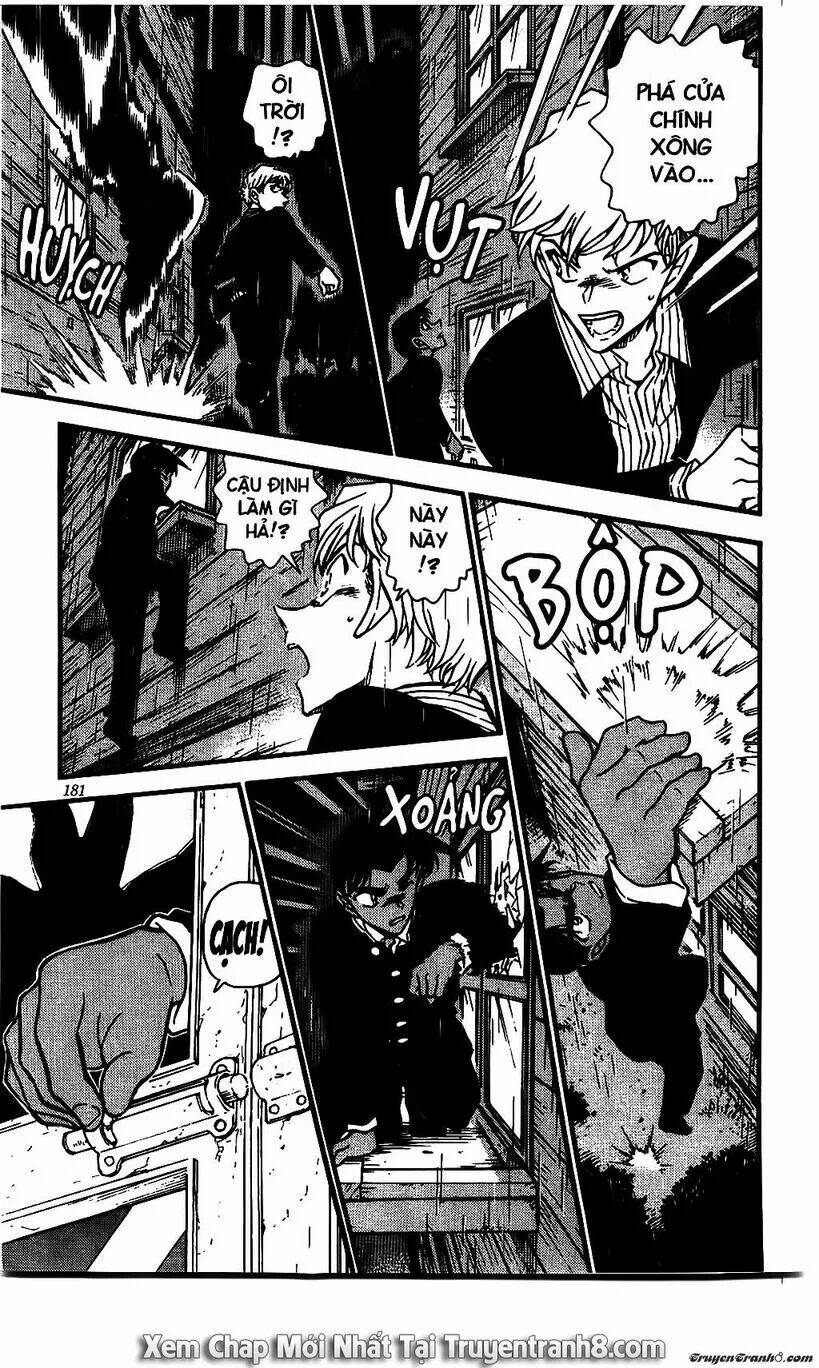 PHÁ CỬA
CHÍNH
XÔNG
VÀO...
VỤT
ÔI
TRỜI
!?
HUỴCH
BỘP
NÀY
NÀY
!?
CẬU ĐỊNH
LÀM GÌ
HẢ!?
181
XOẢNG
CẠCH!
Xem Chap Mới Nhất Tại Truyentranh8.com
TruyenTranh8.com